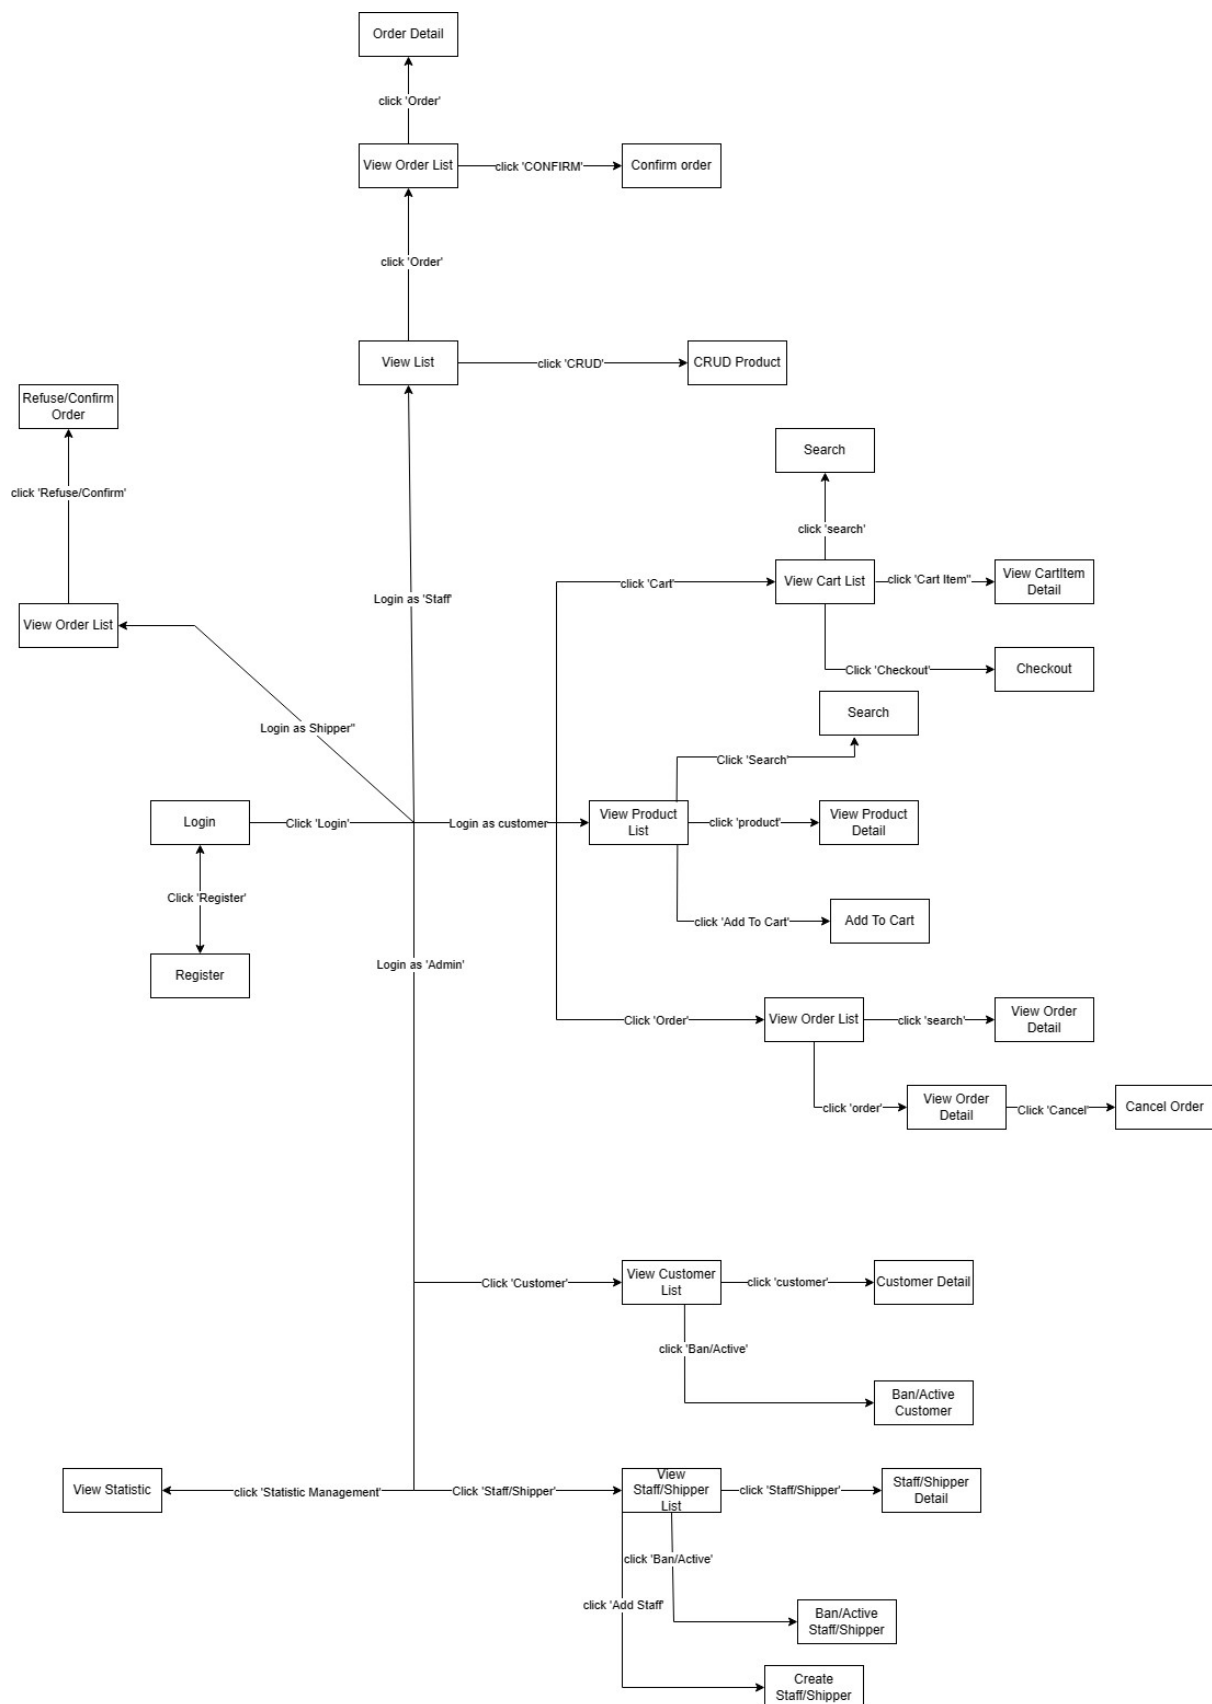 Order Detail
click 'Order'
View Order List
click 'CONFIRM'
Confirm order
click 'Order'
View List
click 'CRUD'
CRUD Product
Refuse/Confirm
Order
Search
click 'Refuse/Confirm'
click 'search'
View Cart List
click 'Cart'
click 'Cart Item"
View CartItem
Detail
Login as 'Staff'
View Order List
Click 'Checkout'
Checkout
Search
Login as Shipper"
Click 'Search'
Login
Click 'Login'
Login as customer
View Product
List
click 'product'
View Product
Detail
Click 'Register'
click 'Add To Cart'
Add To Cart
Login as 'Admin'
Register
Click 'Order'
View Order List
click 'search'
View Order
Detail
click 'order'
View Order
Detail
Click 'Cancel'
Cancel Order
Click 'Customer'
View Customer
List
click 'customer'
Customer Detail
click 'Ban/Active'
Ban/Active
Customer
View Statistic
click 'Statistic Management'
Click 'Staff/Shipper'
View
Staff/Shipper
List
click 'Staff/Shipper'
Staff/Shipper
Detail
click 'Ban/Active'
click 'Add Staff'
Ban/Active
Staff/Shipper
Create
Staff/Shipper